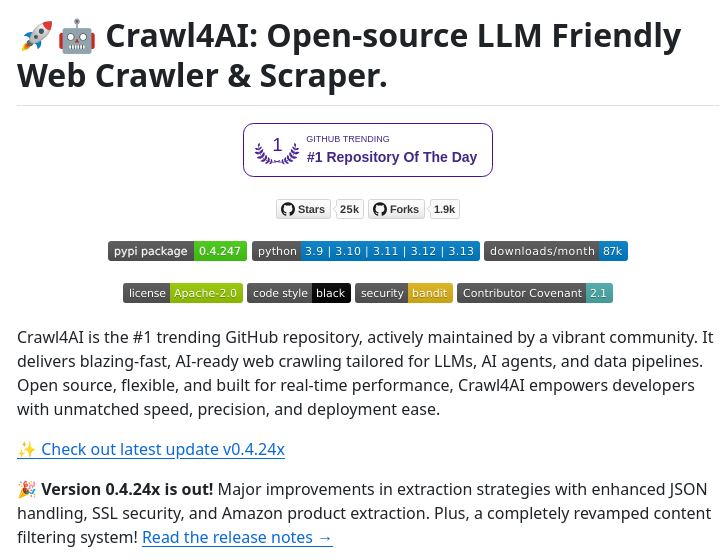 🚀🤖 Crawl4AI: Open-source LLM Friendly
Web Crawler & Scraper.
1
GITHUB TRENDING
#1 Repository Of The Day
Stars 25k Forks 1.9k
pypi package 0.4.247 python 3.9 | 3.10 | 3.11 | 3.12 | 3.13 downloads/month 87k
license Apache-2.0 code style black security bandit Contributor Covenant 2.1
Crawl4AI is the #1 trending GitHub repository, actively maintained by a vibrant community. It
delivers blazing-fast, AI-ready web crawling tailored for LLMs, AI agents, and data pipelines.
Open source, flexible, and built for real-time performance, Crawl4AI empowers developers
with unmatched speed, precision, and deployment ease.
✨ Check out latest update v0.4.24x
🎉 Version 0.4.24x is out! Major improvements in extraction strategies with enhanced JSON
handling, SSL security, and Amazon product extraction. Plus, a completely revamped content
filtering system! Read the release notes →